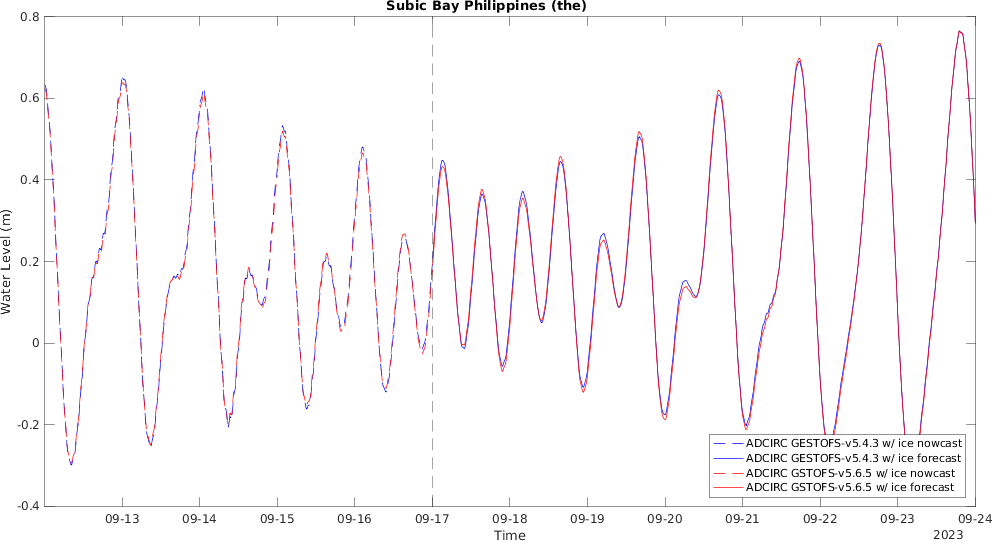 Subic Bay Philippines (the)
0.8
0.6
0.4
0.2
0
-0.2
-0.4
Water Level (m)
ADCIRC GESTOFS-v5.4.3 w/ ice nowcast
ADCIRC GESTOFS-v5.4.3 w/ ice forecast
ADCIRC GSTOFS-v5.6.5 w/ ice nowcast
ADCIRC GSTOFS-v5.6.5 w/ ice forecast
09-13 09-14 09-15 09-16 09-17 09-18 09-19 09-20 09-21 09-22 09-23 09-24
Time
2023